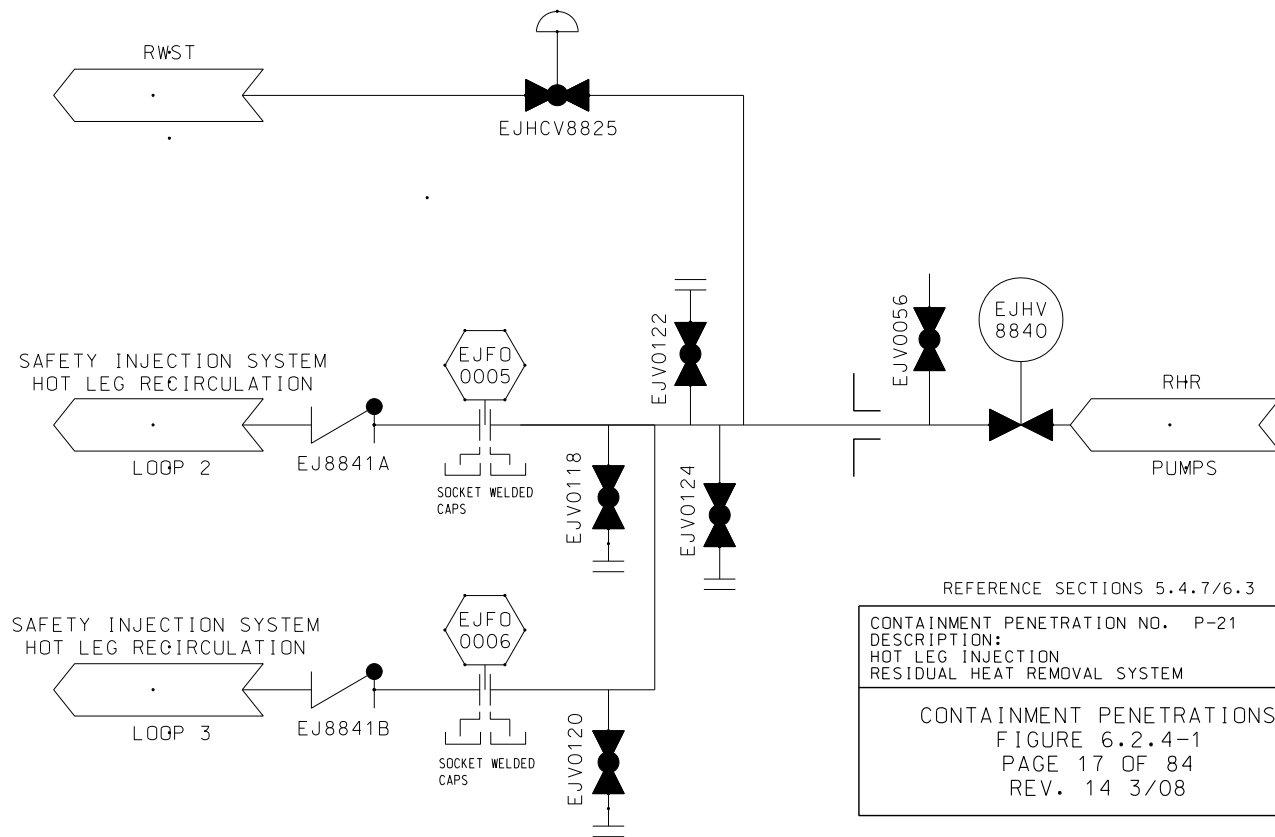 RWST
EJHCV8825
EJV0122
EJV0056
EJHV
8840
SAFETY INJECTION SYSTEM
HOT LEG RECIRCULATION
EJFO
0005
RHR
LOOP 2
EJ8841A
PUMPS
SOCKET WELDED
CAPS
EJV0118
EJV0124
REFERENCE SECTIONS 5.4.7/6.3
SAFETY INJECTION SYSTEM
HOT LEG RECIRCULATION
EJFO
0006
LOOP 3
EJ8841B
SOCKET WELDED
CAPS
EJV0120
CONTAINMENT PENETRATION NO. P-21
DESCRIPTION:
HOT LEG INJECTION
RESIDUAL HEAT REMOVAL SYSTEM
CONTAINMENT PENETRATIONS
FIGURE 6.2.4-1
PAGE 17 OF 84
REV. 14 3/08